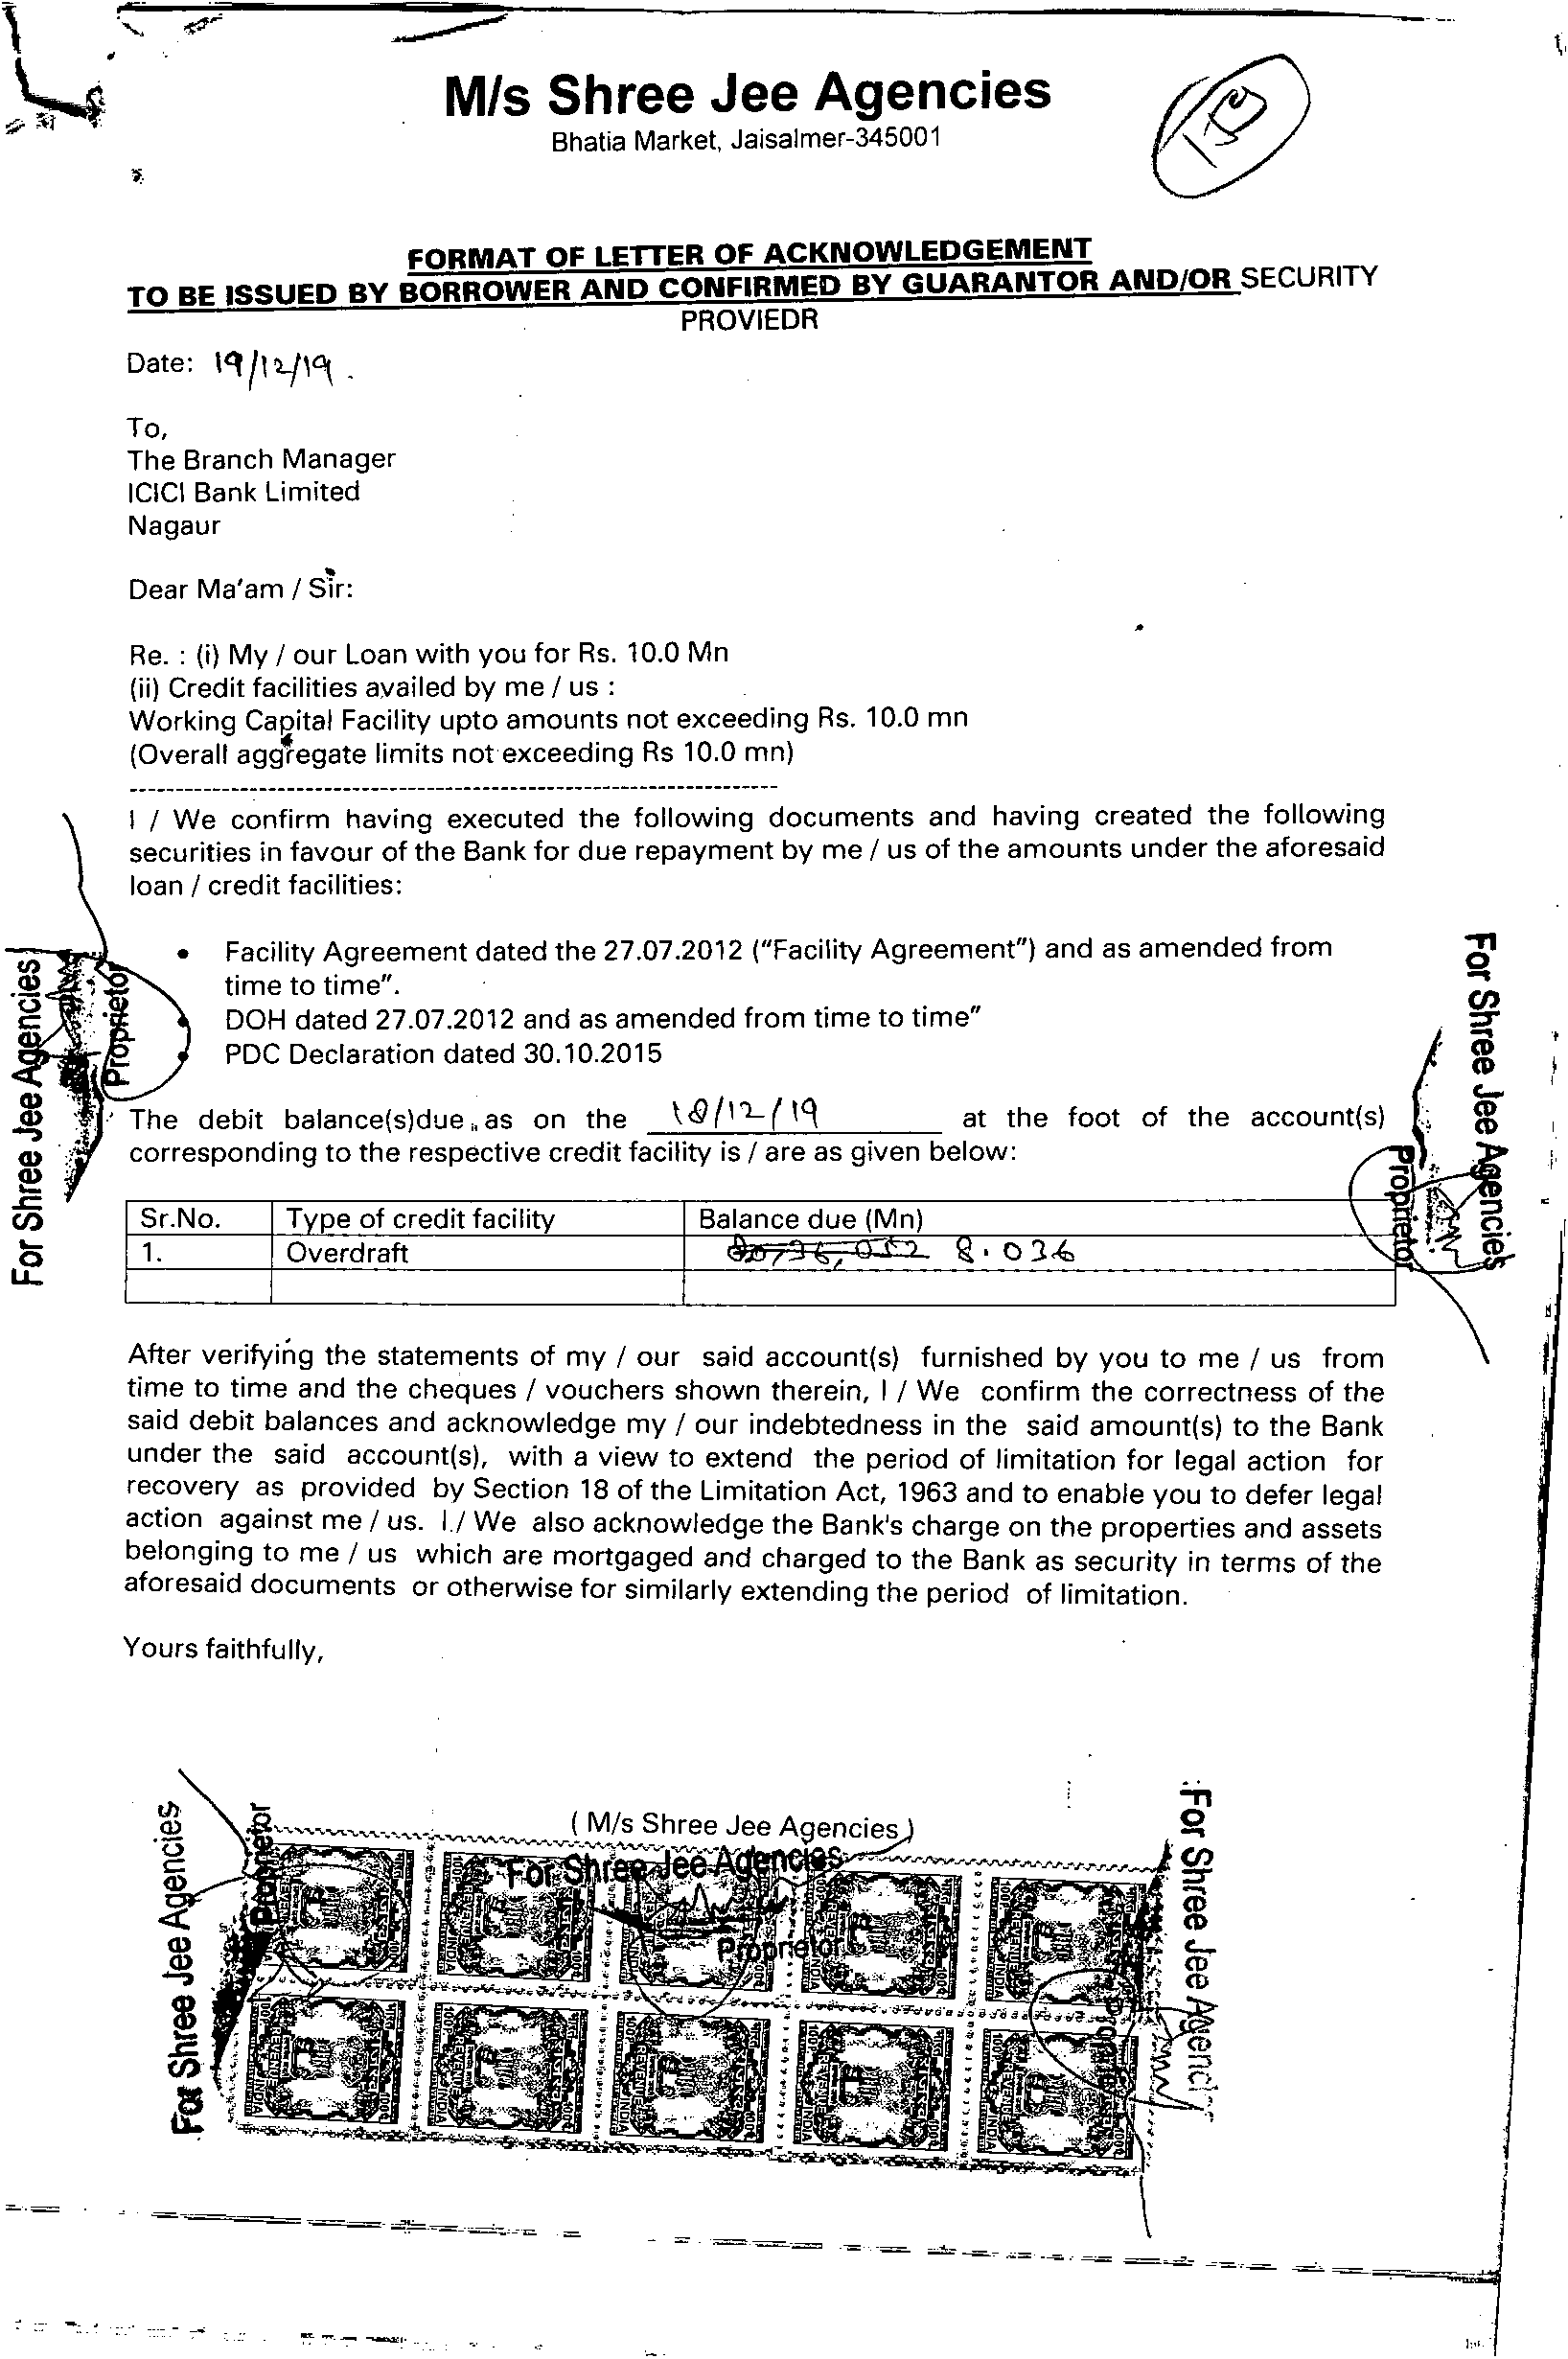 M/s Shree Jee Agencies
Bhatia Market, Jaisalmer-345001
FORMAT OF LETTER OF ACKNOWLEDGEMENT
TO BE ISSUED BY BORROWER AND CONFIRMED BY GUARANTOR AND/OR SECURITY
PROVIEDR
Date: 19/12/19.
To,
The Branch Manager
ICICI Bank Limited
Nagaur
Dear Ma'am / Sir:
Re. : (i) My / our Loan with you for Rs. 10.0 Mn
(ii) Credit facilities availed by me / us :
Working Capital Facility upto amounts not exceeding Rs. 10.0 mn
(Overall aggregate limits not exceeding Rs 10.0 mn)
I / We confirm having executed the following documents and having created the following
securities in favour of the Bank for due repayment by me / us of the amounts under the aforesaid
loan / credit facilities:
• Facility Agreement dated the 27.07.2012 ("Facility Agreement") and as amended from
time to time".
• DOH dated 27.07.2012 and as amended from time to time"
• PDC Declaration dated 30.10.2015
For Shree Jee Agencies
Proprietor
For Shree Jee Agencies
Proprietor
The debit balance(s)due as on the 18/12/19 at the foot of the account(s)
corresponding to the respective credit facility is / are as given below:
Sr.No. Type of credit facility Balance due (Mn)
1. Overdraft 8.036
After verifying the statements of my / our said account(s) furnished by you to me / us from
time to time and the cheques / vouchers shown therein, I / We confirm the correctness of the
said debit balances and acknowledge my / our indebtedness in the said amount(s) to the Bank
under the said account(s), with a view to extend the period of limitation for legal action for
recovery as provided by Section 18 of the Limitation Act, 1963 and to enable you to defer legal
action against me / us. I / We also acknowledge the Bank's charge on the properties and assets
belonging to me / us which are mortgaged and charged to the Bank as security in terms of the
aforesaid documents or otherwise for similarly extending the period of limitation.
Yours faithfully,
( M/s Shree Jee Agencies )
For Shree Jee Agencies
Proprietor
For Shree Jee Agencies
Proprietor
For Shree Jee Agenci